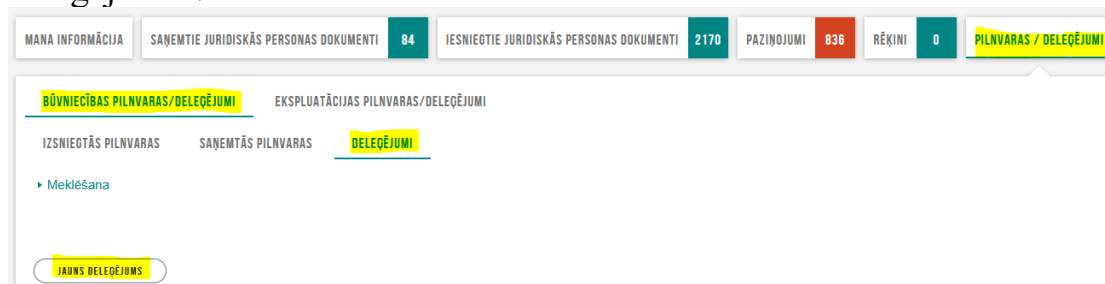 MANA INFORMĀCIJA SAŅEMTIE JURIDISKĀS PERSONAS DOKUMENTI 84 IESNIEGTIE JURIDISKĀS PERSONAS DOKUMENTI 2170 PAZIŅOJUMI 836 RĒĶINI 0 PILNVARAS / DELEĢĒJUMI
BŪVNIECĪBAS PILNVARAS/DELEĢĒJUMI EKSPLUATĀCIJAS PILNVARAS/DELEĢĒJUMI
IZSNIEGTĀS PILNVARAS SAŅEMTĀS PILNVARAS DELEĢĒJUMI
Meklēšana
JAUNS DELEĢĒJUMS